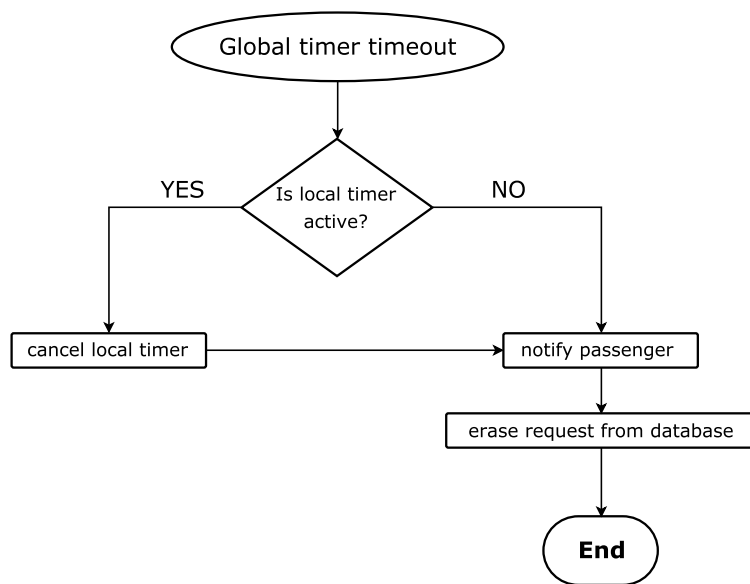 Global timer timeout
YES
NO
Is local timer
active?
cancel local timer
notify passenger
erase request from database
End